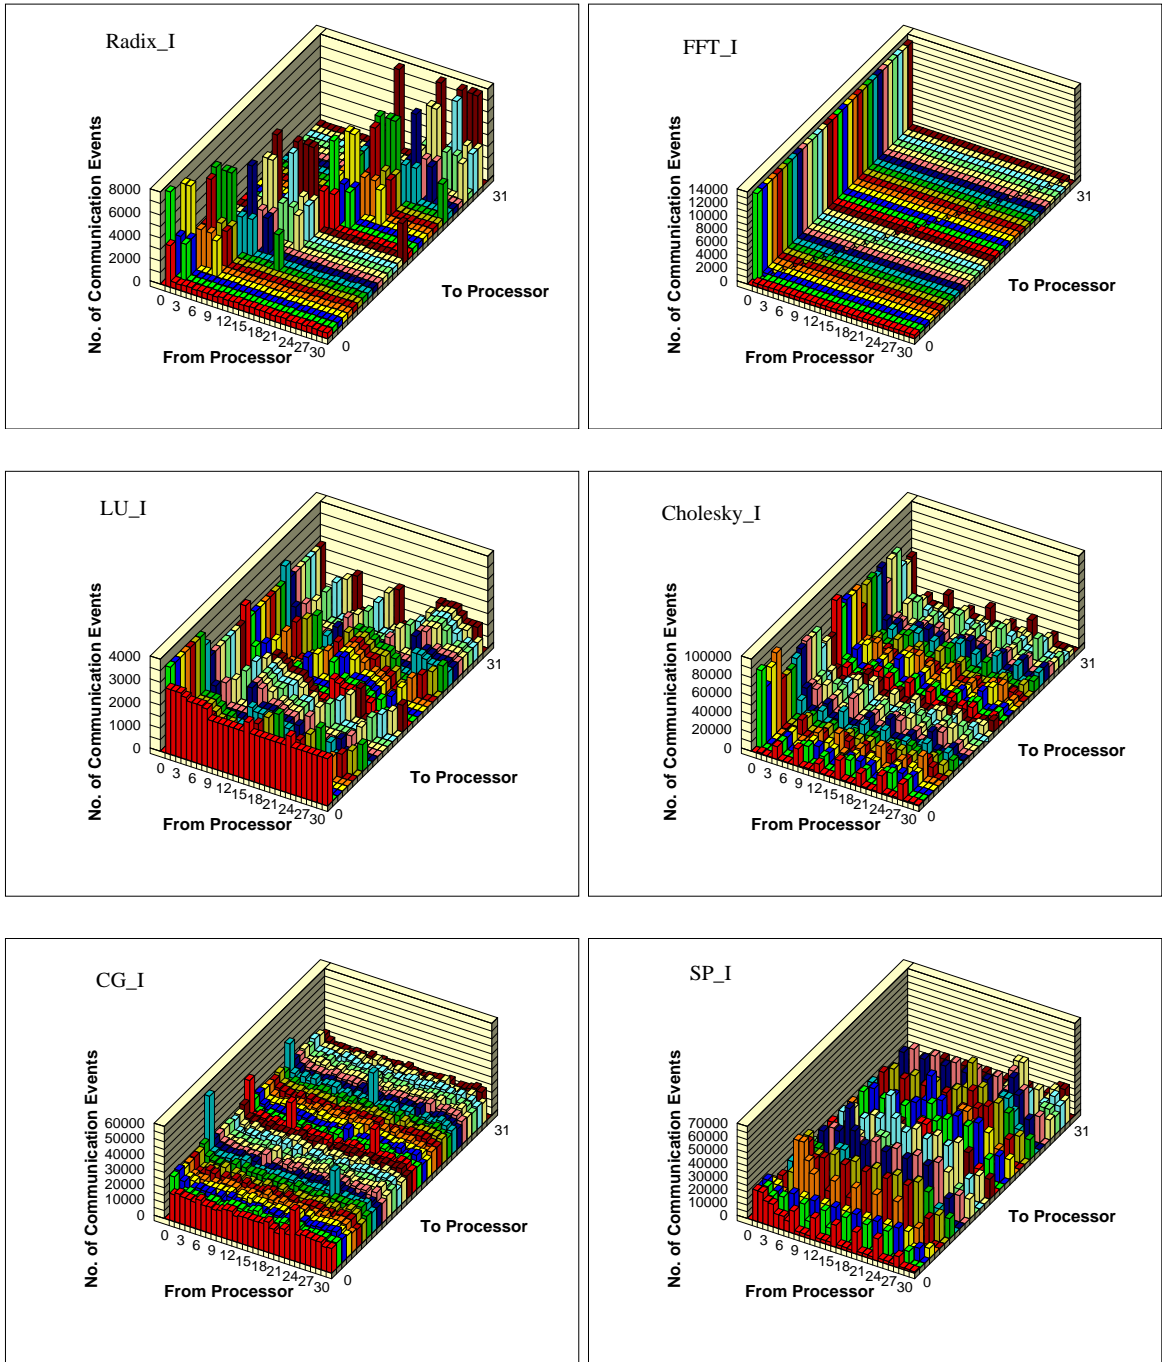 Radix_I
No. of Communication Events
8000
6000
4000
2000
0
0 3 6 9 12 15 18 21 24 27 30
From Processor
0
31
To Processor
FFT_I
No. of Communication Events
14000
12000
10000
8000
6000
4000
2000
0
0 3 6 9 12 15 18 21 24 27 30
From Processor
0
31
To Processor
LU_I
No. of Communication Events
4000
3000
2000
1000
0
0 3 6 9 12 15 18 21 24 27 30
From Processor
0
31
To Processor
Cholesky_I
No. of Communication Events
100000
80000
60000
40000
20000
0
0 3 6 9 12 15 18 21 24 27 30
From Processor
0
31
To Processor
CG_I
No. of Communication Events
60000
50000
40000
30000
20000
10000
0
0 3 6 9 12 15 18 21 24 27 30
From Processor
0
31
To Processor
SP_I
No. of Communication Events
70000
60000
50000
40000
30000
20000
10000
0
0 3 6 9 12 15 18 21 24 27 30
From Processor
0
31
To Processor